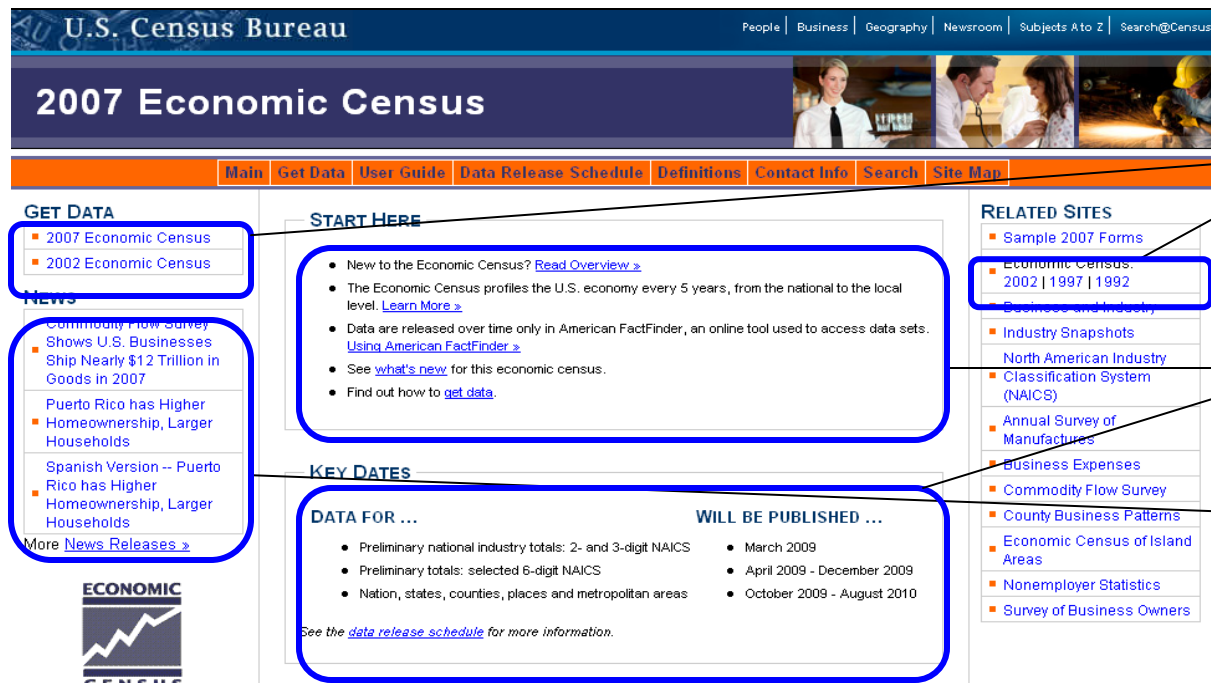 U.S. Census Bureau
People | Business | Geography | Newsroom | Subjects A to Z | Search@Census
2007 Economic Census
Main | Get Data | User Guide | Data Release Schedule | Definitions | Contact Info | Search | Site Map
GET DATA
2007 Economic Census
2002 Economic Census
NEWS
Commodity Flow Survey
Shows U.S. Businesses
Ship Nearly $12 Trillion in
Goods in 2007
Puerto Rico has Higher
Homeownership, Larger
Households
Spanish Version -- Puerto
Rico has Higher
Homeownership, Larger
Households
More News Releases »
ECONOMIC
CENSUS
START HERE
New to the Economic Census? Read Overview »
The Economic Census profiles the U.S. economy every 5 years, from the national to the local
level. Learn More »
Data are released over time only in American FactFinder, an online tool used to access data sets.
Using American FactFinder »
See what's new for this economic census.
Find out how to get data.
KEY DATES
DATA FOR ... WILL BE PUBLISHED ...
Preliminary national industry totals: 2- and 3-digit NAICS March 2009
Preliminary totals: selected 6-digit NAICS April 2009 - December 2009
Nation, states, counties, places and metropolitan areas October 2009 - August 2010
See the data release schedule for more information.
RELATED SITES
Sample 2007 Forms
Economic Census:
2002 | 1997 | 1992
Business and Industry
Industry Snapshots
North American Industry
Classification System
(NAICS)
Annual Survey of
Manufactures
Business Expenses
Commodity Flow Survey
County Business Patterns
Economic Census of Island
Areas
Nonemployer Statistics
Survey of Business Owners